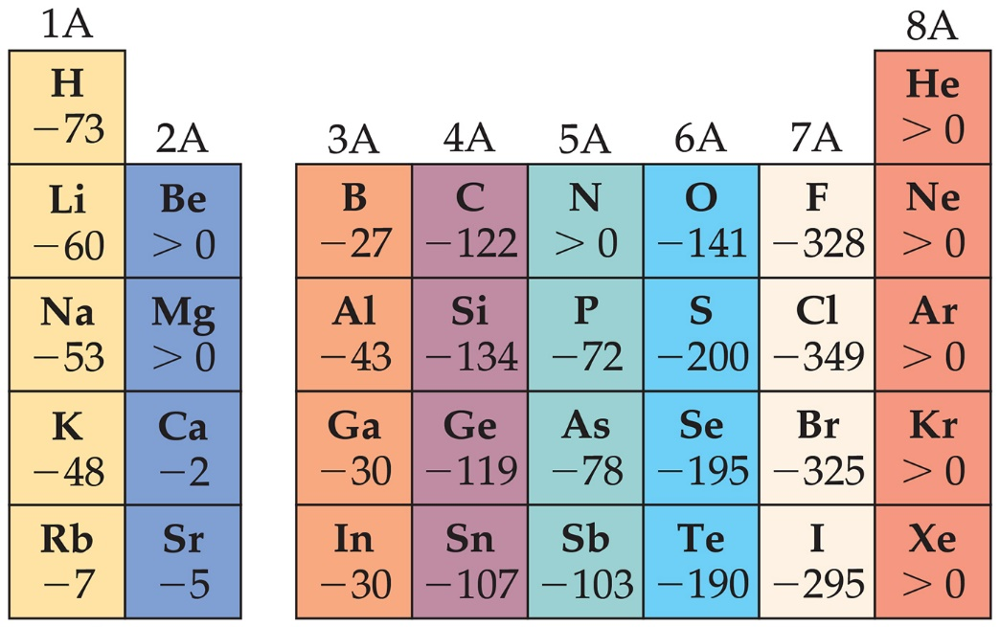 1A 8A
H He
−73 > 0
2A 3A 4A 5A 6A 7A
Li Be B C N O F Ne
−60 > 0 −27 −122 > 0 −141 −328 > 0
Na Mg Al Si P S Cl Ar
−53 > 0 −43 −134 −72 −200 −349 > 0
K Ca Ga Ge As Se Br Kr
−48 −2 −30 −119 −78 −195 −325 > 0
Rb Sr In Sn Sb Te I Xe
−7 −5 −30 −107 −103 −190 −295 > 0